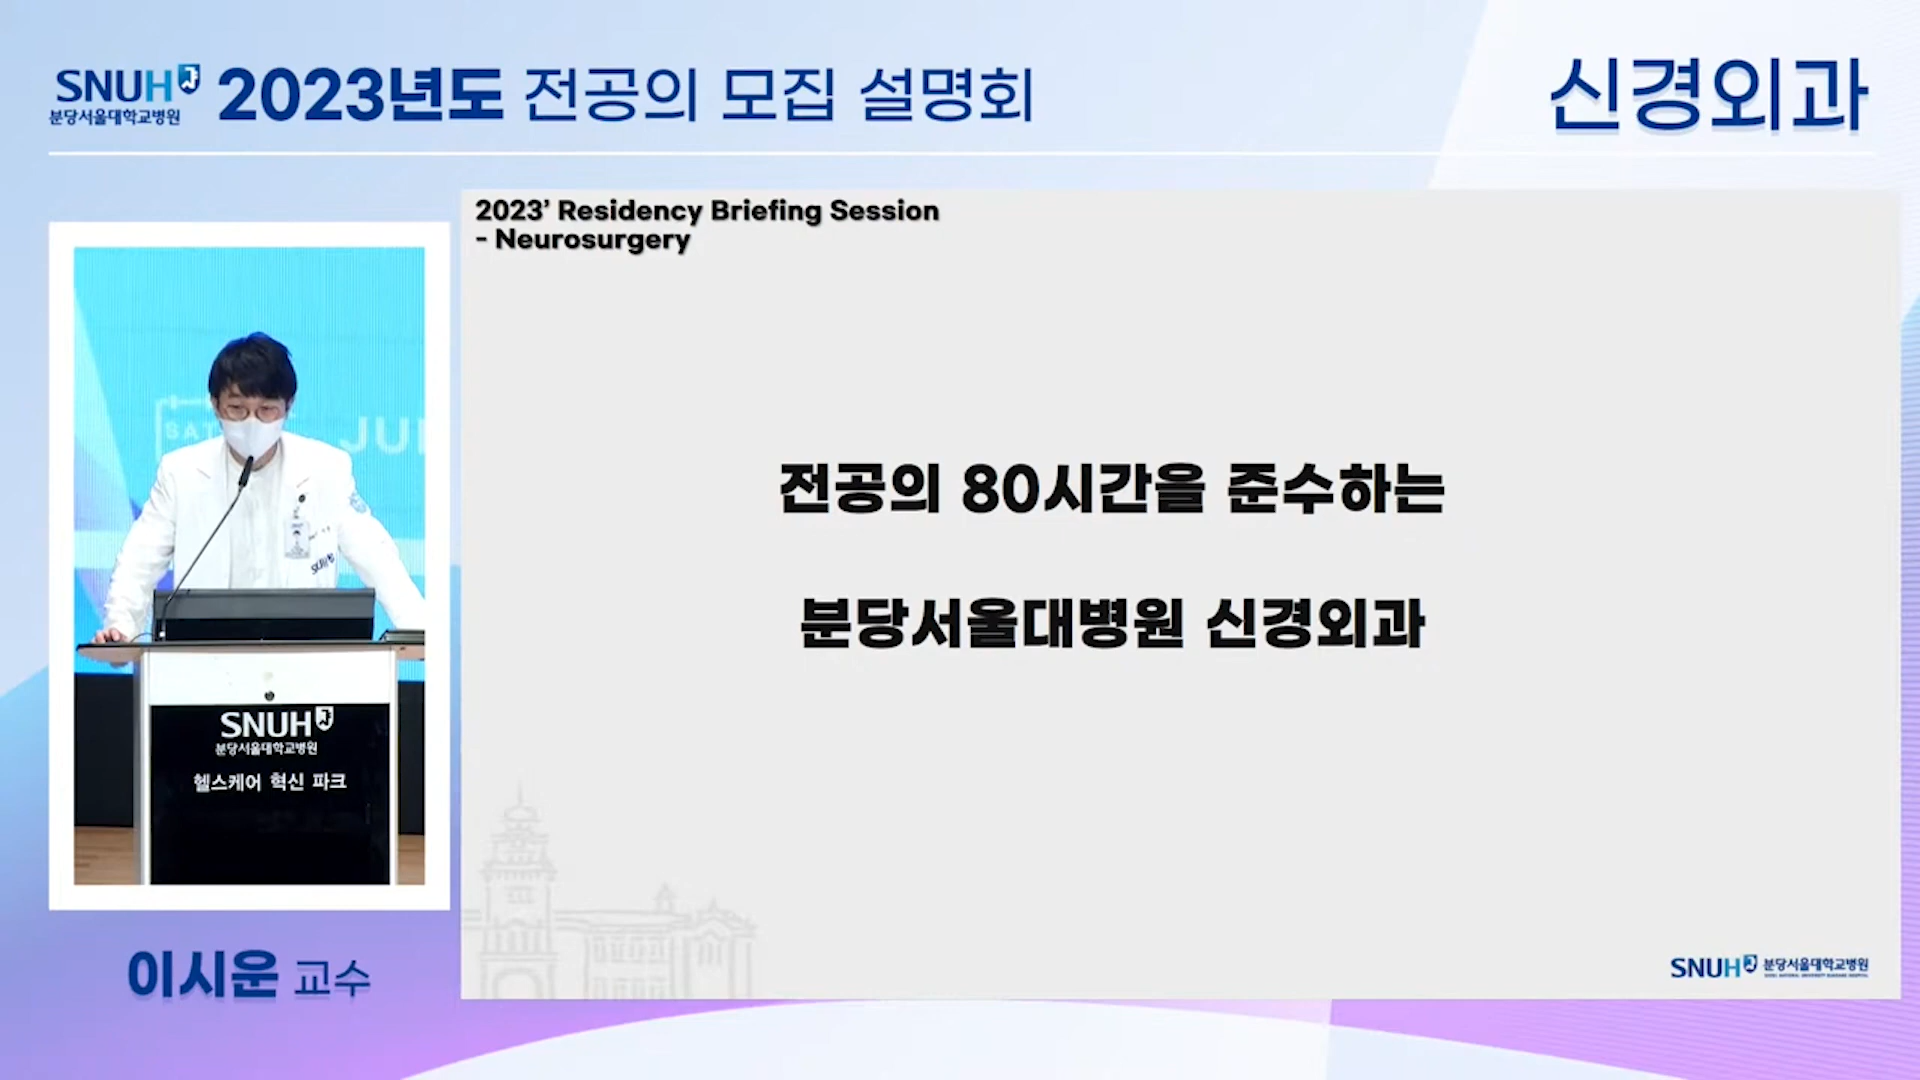 SNUH
분당서울대학교병원
2023년도 전공의 모집 설명회
신경외과
2023’ Residency Briefing Session
- Neurosurgery
전공의 80시간을 준수하는
분당서울대병원 신경외과
SAT
JU
SNUH
분당서울대학교병원
헬스케어 혁신 파크
이시운 교수
SNUH 분당서울대학교병원